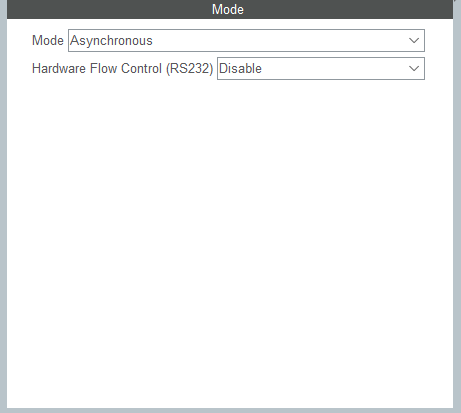 Mode
Mode Asynchronous
Hardware Flow Control (RS232) Disable